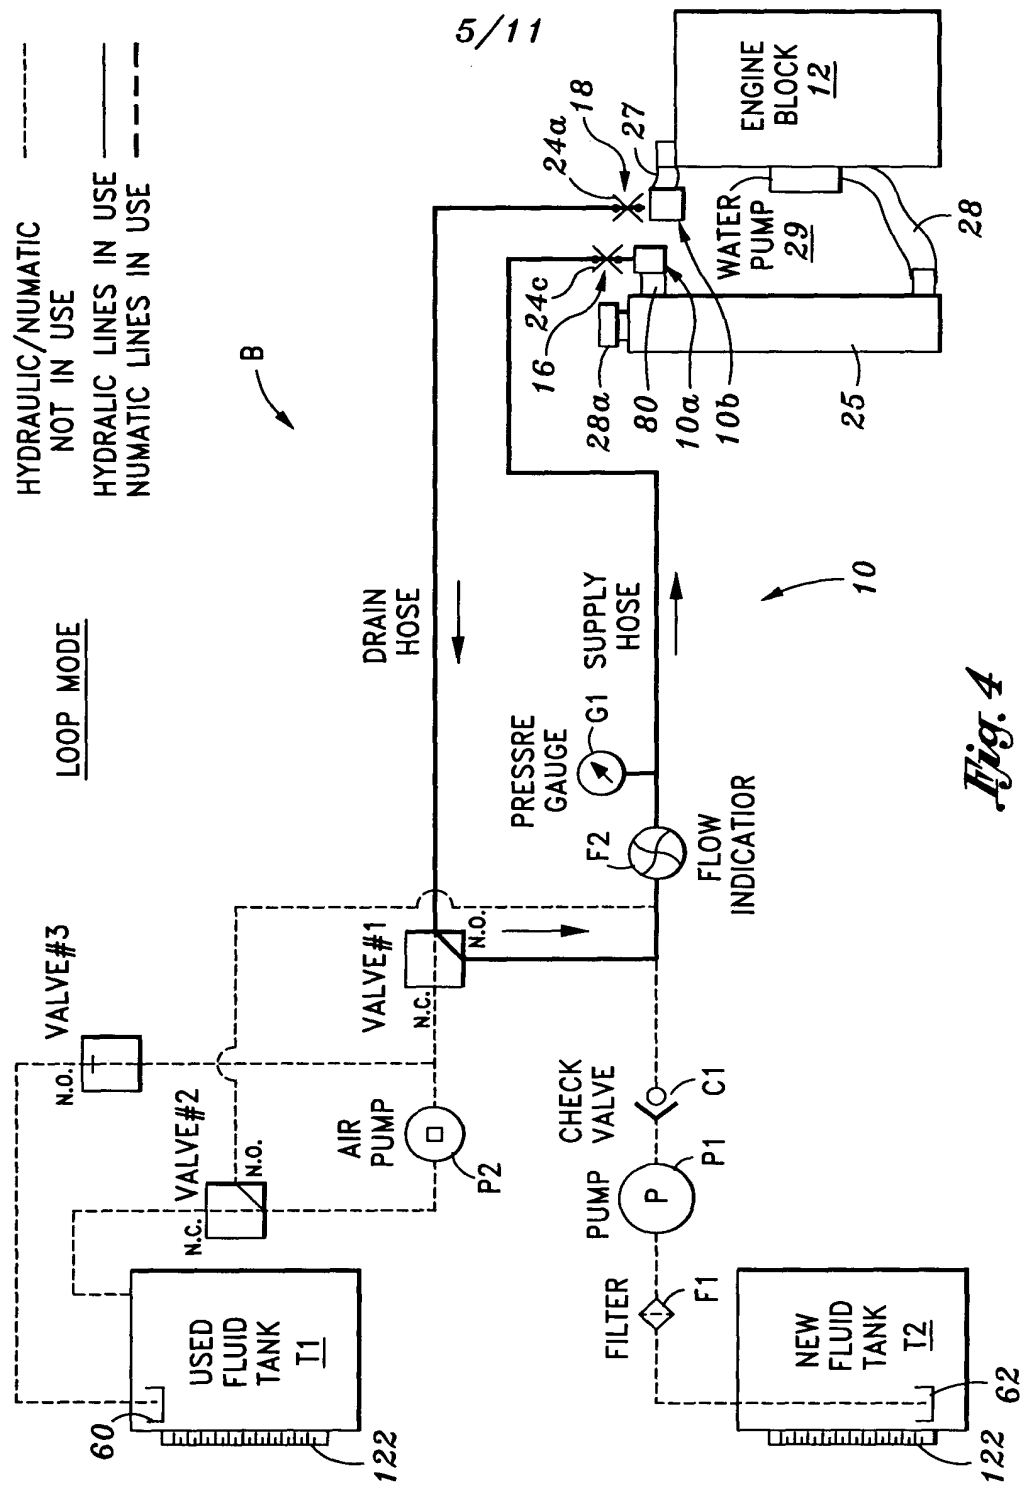 5/11
HYDRAULIC/NUMATIC
NOT IN USE
HYDRALIC LINES IN USE
NUMATIC LINES IN USE
LOOP MODE
B
VALVE#3
N.O.
VALVE#2
N.C.
N.O.
USED
FLUID
TANK
T1
60
122
AIR
PUMP
P2
VALVE#1
N.C.
N.O.
DRAIN
HOSE
PRESSRE
GAUGE
G1
SUPPLY
HOSE
F2
FLOW
INDICATIOR
CHECK
VALVE
C1
PUMP
P
P1
FILTER
F1
NEW
FLUID
TANK
T2
62
122
24a
18
27
24c
16
28a
80
10a
10b
25
WATER
PUMP
29
28
ENGINE
BLOCK
12
10
Fig. 4